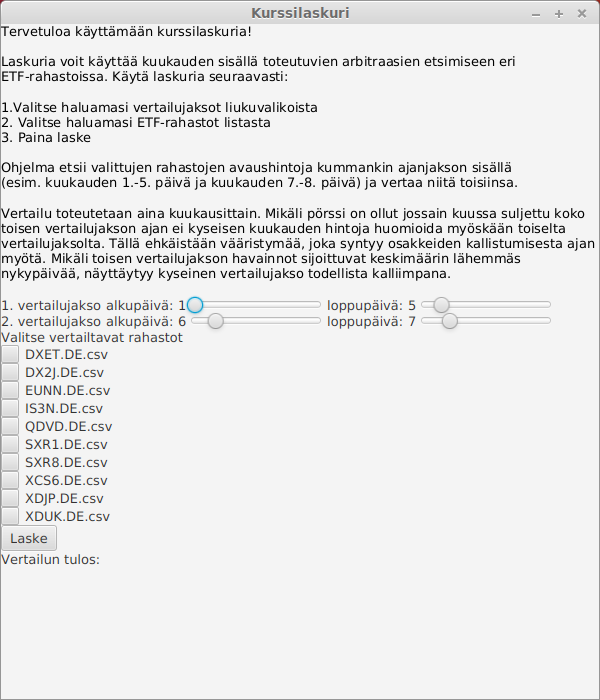 Kurssilaskuri
Tervetuloa käyttämään kurssilaskuria!
Laskuria voit käyttää kuukauden sisällä toteutuvien arbitraasien etsimiseen eri
ETF-rahastoissa. Käytä laskuria seuraavasti:
1.Valitse haluamasi vertailujaksot liukuvalikoista
2. Valitse haluamasi ETF-rahastot listasta
3. Paina laske
Ohjelma etsii valittujen rahastojen avaushintoja kummankin ajanjakson sisällä
(esim. kuukauden 1.-5. päivä ja kuukauden 7.-8. päivä) ja vertaa niitä toisiinsa.
Vertailu toteutetaan aina kuukausittain. Mikäli pörssi on ollut jossain kuussa suljettu koko
toisen vertailujakson ajan ei kyseisen kuukauden hintoja huomioida myöskään toiselta
vertailujaksolta. Tällä ehkäistään vääristymää, joka syntyy osakkeiden kallistumisesta ajan
myötä. Mikäli toisen vertailujakson havainnot sijoittuvat keskimäärin lähemmäs
nykypäivää, näyttäytyy kyseinen vertailujakso todellista kalliimpana.
1. vertailujakso alkupäivä: 1 loppupäivä: 5
2. vertailujakso alkupäivä: 6 loppupäivä: 7
Valitse vertailtavat rahastot
DXET.DE.csv
DX2J.DE.csv
EUNN.DE.csv
IS3N.DE.csv
QDVD.DE.csv
SXR1.DE.csv
SXR8.DE.csv
XCS6.DE.csv
XDJP.DE.csv
XDUK.DE.csv
Laske
Vertailun tulos: